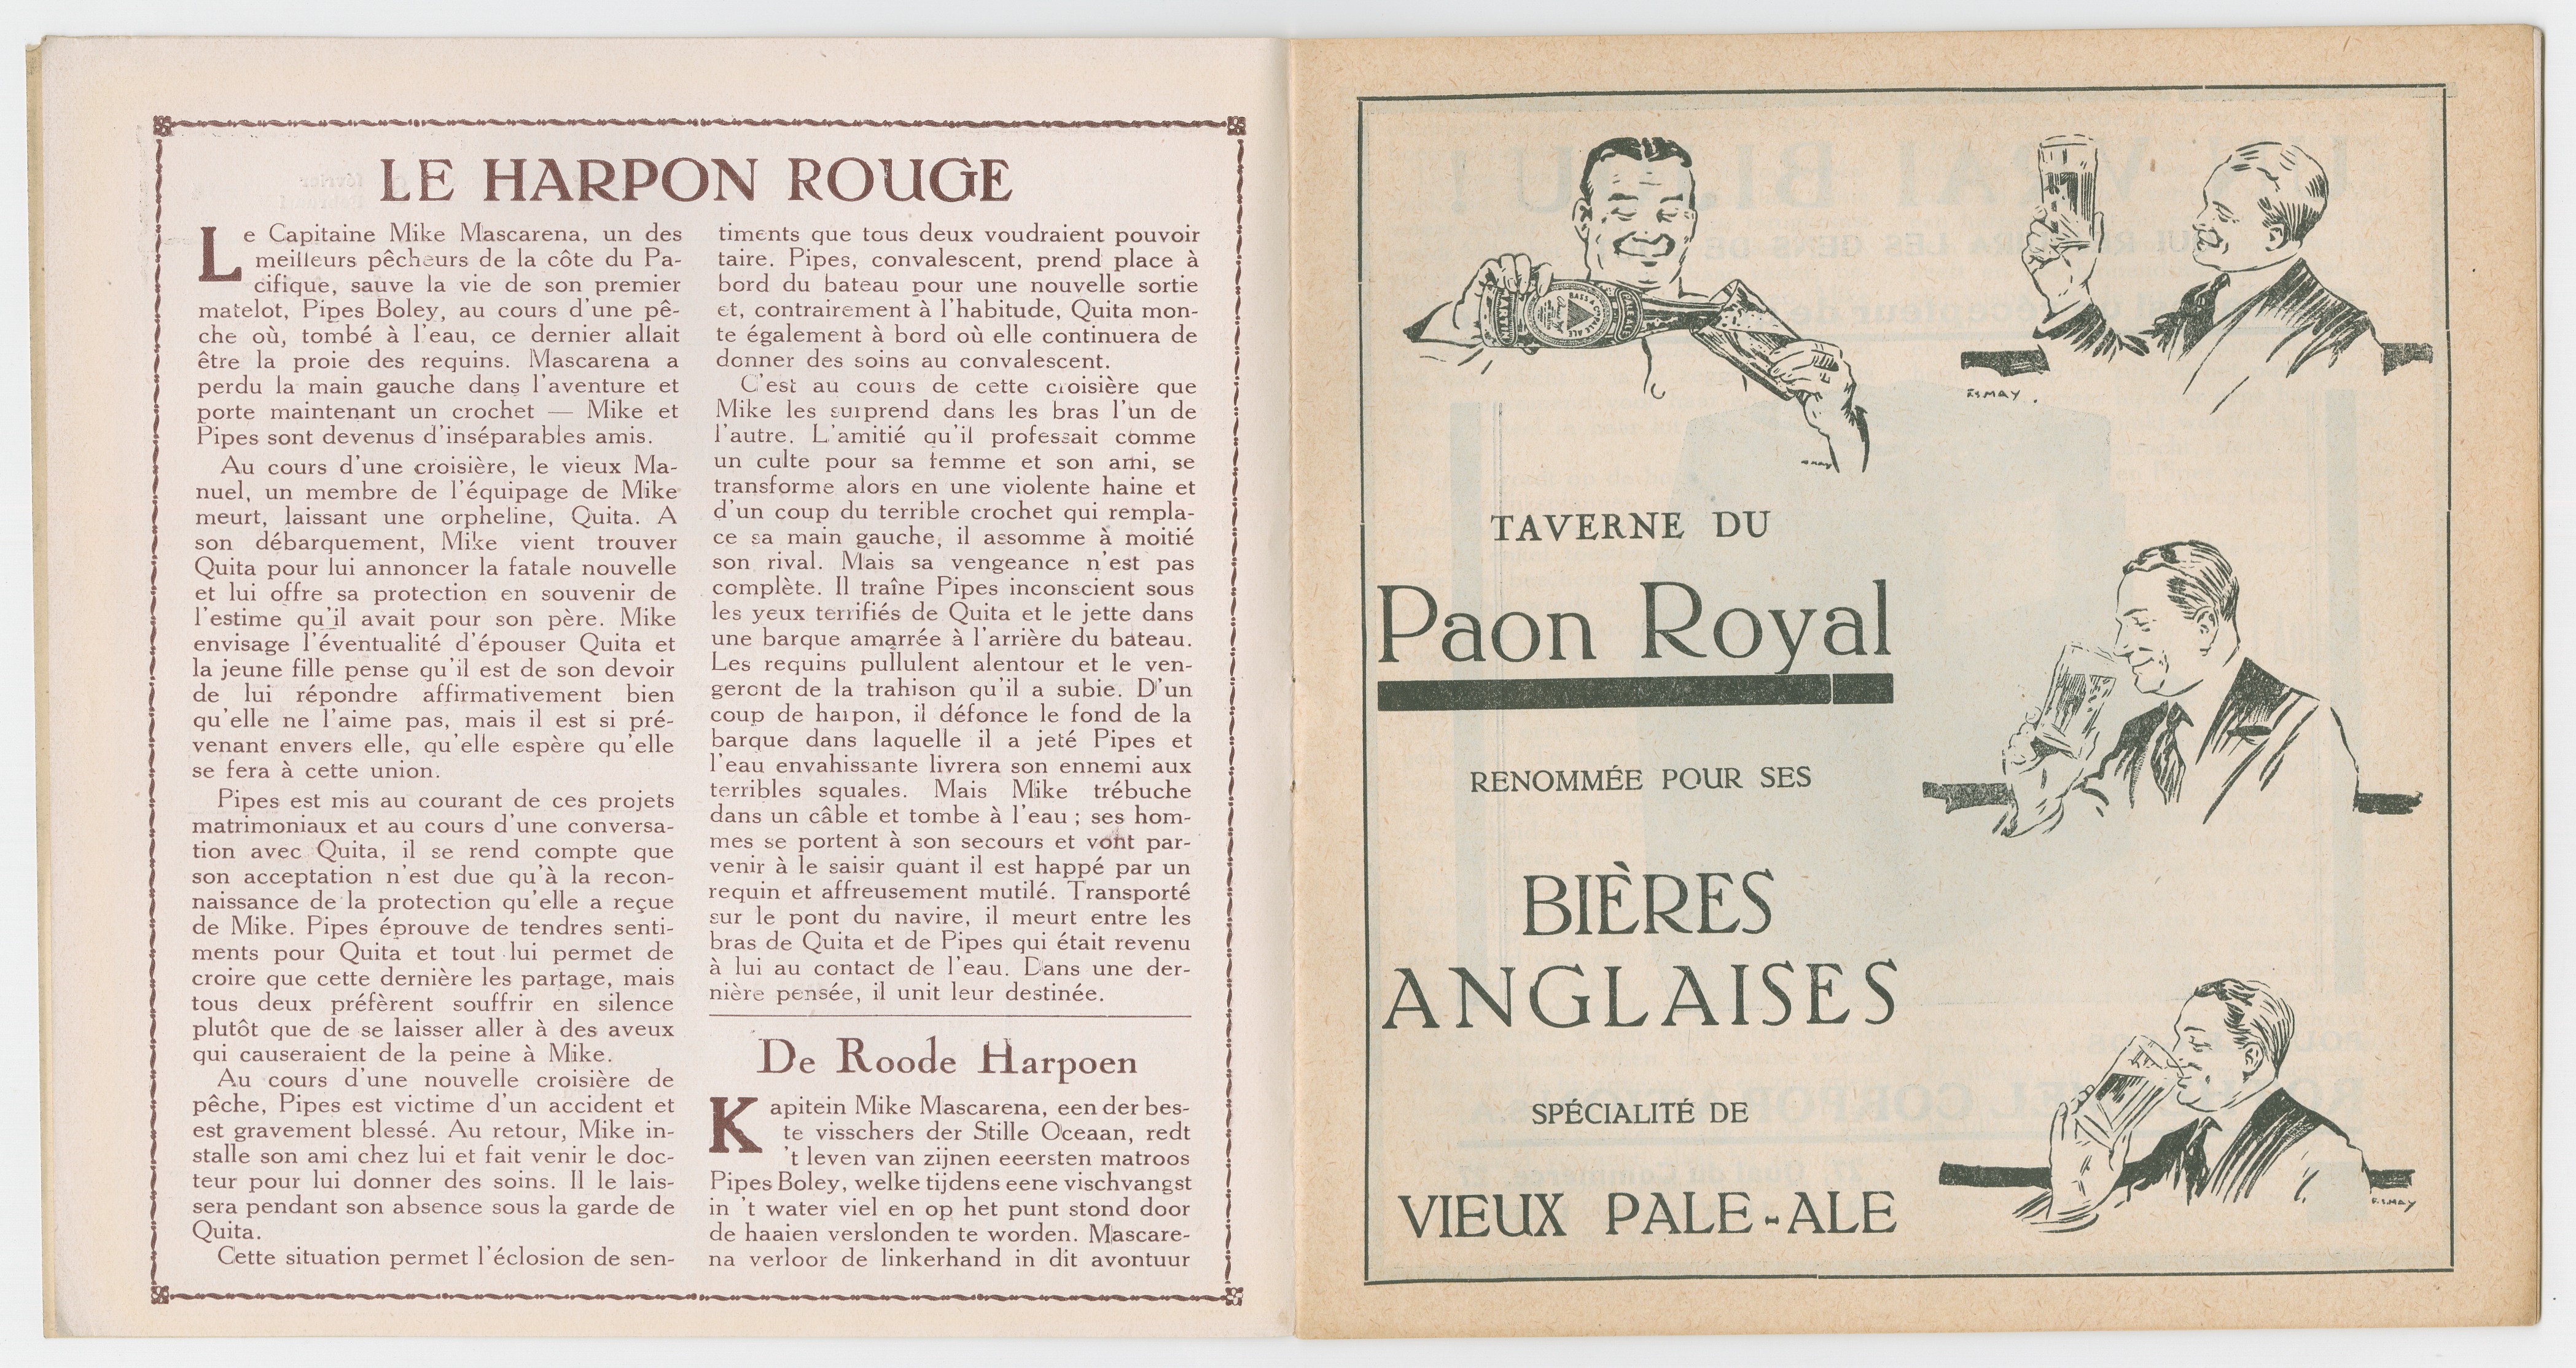 LE HARPON ROUGE
Le Capitaine Mike Mascarena, un des
meilleurs pêcheurs de la côte du Pa-
cifique, sauve la vie de son premier
matelot, Pipes Boley, au cours d'une pê-
che où, tombé à l'eau, ce dernier allait
être la proie des requins. Mascarena a
perdu la main gauche dans l'aventure et
porte maintenant un crochet — Mike et
Pipes sont devenus d'inséparables amis.
Au cours d'une croisière, le vieux Ma-
nuel, un membre de l'équipage de Mike
meurt, laissant une orpheline, Quita. A
son débarquement, Mike vient trouver
Quita pour lui annoncer la fatale nouvelle
et lui offre sa protection en souvenir de
l'estime qu'il avait pour son père. Mike
envisage l'éventualité d'épouser Quita et
la jeune fille pense qu'il est de son devoir
de lui répondre affirmativement bien
qu'elle ne l'aime pas, mais il est si pré-
venant envers elle, qu'elle espère qu'elle
se fera à cette union.
Pipes est mis au courant de ces projets
matrimoniaux et au cours d'une conversa-
tion avec Quita, il se rend compte que
son acceptation n'est due qu'à la recon-
naissance de la protection qu'elle a reçue
de Mike. Pipes éprouve de tendres senti-
ments pour Quita et tout lui permet de
croire que cette dernière les partage, mais
tous deux préfèrent souffrir en silence
plutôt que de se laisser aller à des aveux
qui causeraient de la peine à Mike.
Au cours d'une nouvelle croisière de
pêche, Pipes est victime d'un accident et
est gravement blessé. Au retour, Mike in-
stalle son ami chez lui et fait venir le doc-
teur pour lui donner des soins. Il le lais-
sera pendant son absence sous la garde de
Quita.
Cette situation permet l'éclosion de sen-
timents que tous deux voudraient pouvoir
taire. Pipes, convalescent, prend place à
bord du bateau pour une nouvelle sortie
et, contrairement à l'habitude, Quita mon-
te également à bord où elle continuera de
donner des soins au convalescent.
C'est au cours de cette croisière que
Mike les surprend dans les bras l'un de
l'autre. L'amitié qu'il professait comme
un culte pour sa femme et son ami, se
transforme alors en une violente haine et
d'un coup du terrible crochet qui rempla-
ce sa main gauche, il assomme à moitié
son rival. Mais sa vengeance n'est pas
complète. Il traîne Pipes inconscient sous
les yeux terrifiés de Quita et le jette dans
une barque amarrée à l'arrière du bateau.
Les requins pullulent alentour et le ven-
geront de la trahison qu'il a subie. D'un
coup de harpon, il défonce le fond de la
barque dans laquelle il a jeté Pipes et
l'eau envahissante livrera son ennemi aux
terribles squales. Mais Mike trébuche
dans un câble et tombe à l'eau ; ses hom-
mes se portent à son secours et vont par-
venir à le saisir quant il est happé par un
requin et affreusement mutilé. Transporté
sur le pont du navire, il meurt entre les
bras de Quita et de Pipes qui était revenu
à lui au contact de l'eau. Dans une der-
nière pensée, il unit leur destinée.
De Roode Harpoen
Kapitein Mike Mascarena, een der bes-
te visschers der Stille Oceaan, redt
't leven van zijnen eeersten matroos
Pipes Boley, welke tijdens eene vischvangst
in 't water viel en op het punt stond door
de haaien verslonden te worden. Mascare-
na verloor de linkerhand in dit avontuur
BASS & CO
PALE ALE
F.S.MAY.
TAVERNE DU
Paon Royal
RENOMMÉE POUR SES
BIÈRES
ANGLAISES
SPÉCIALITÉ DE
VIEUX PALE-ALE
F.S.MAY